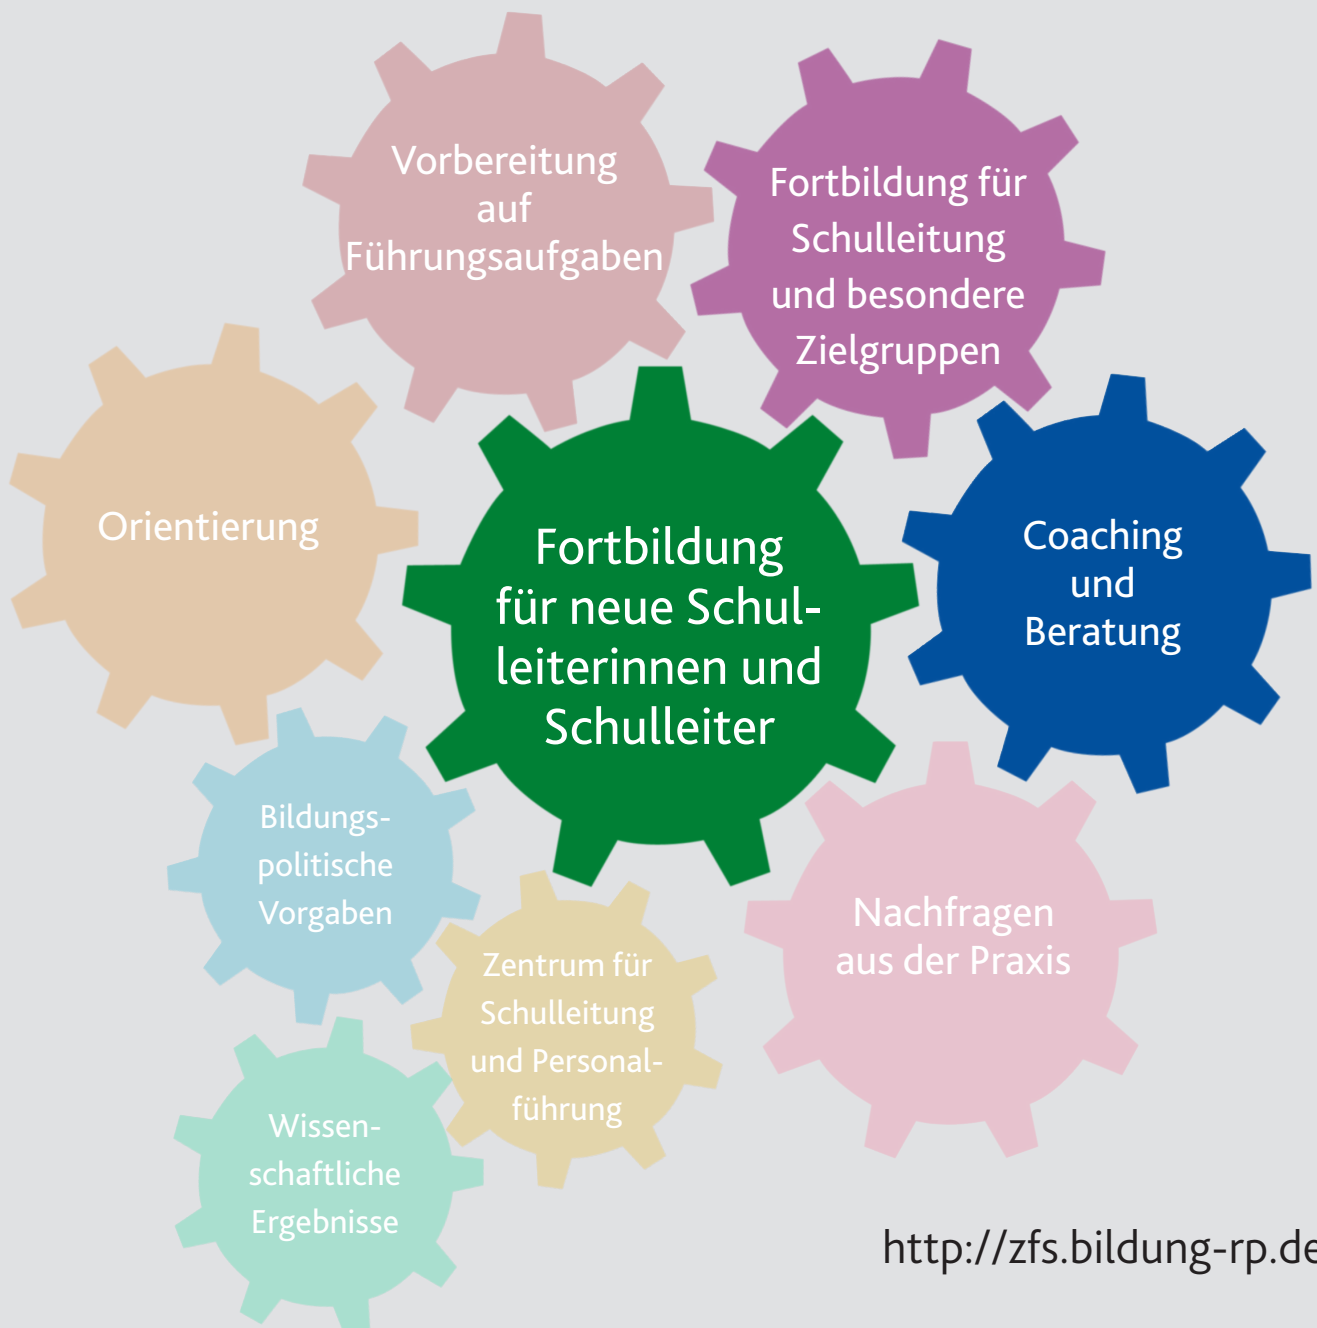 Vorbereitung
auf
Führungsaufgaben
Fortbildung für
Schulleitung
und besondere
Zielgruppen
Orientierung
Fortbildung
für neue Schul-
leiterinnen und
Schulleiter
Coaching
und
Beratung
Bildungs-
politische
Vorgaben
Nachfragen
aus der Praxis
Zentrum für
Schulleitung
und Personal-
führung
Wissen-
schaftliche
Ergebnisse
http://zfs.bildung-rp.de